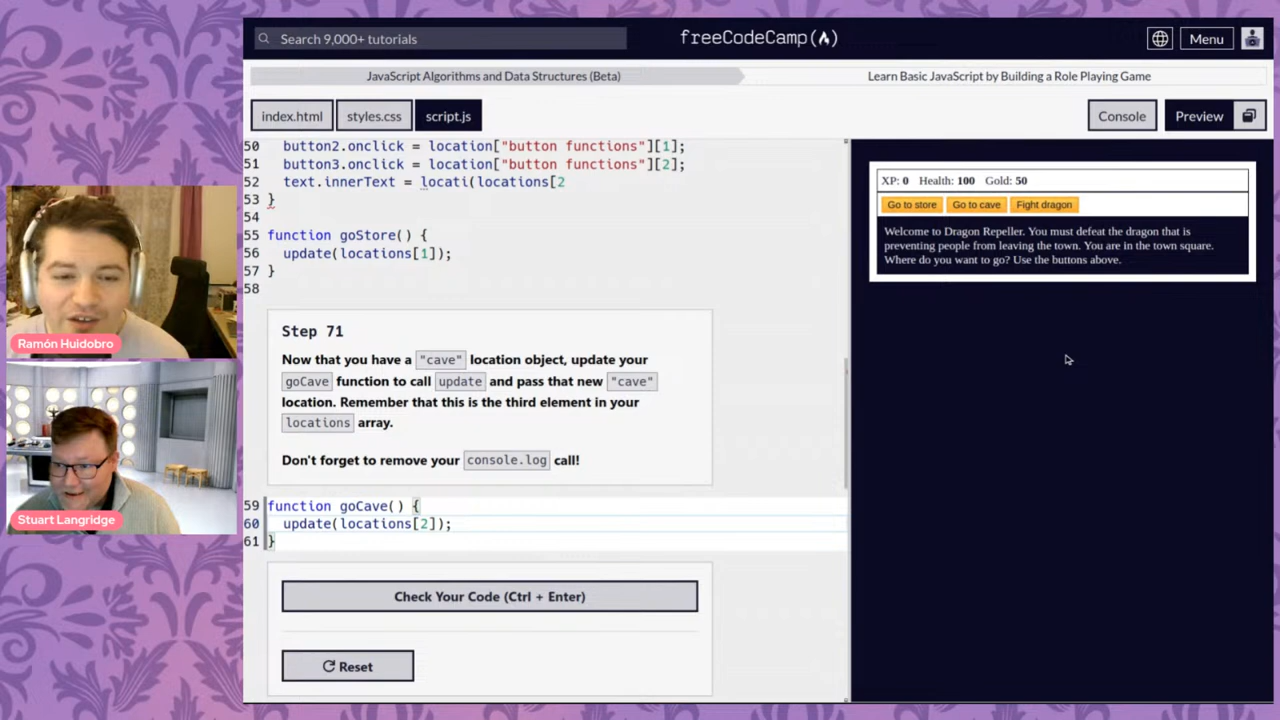 Search 9,000+ tutorials
freeCodeCamp
Menu
JavaScript Algorithms and Data Structures (Beta)
Learn Basic JavaScript by Building a Role Playing Game
index.html
styles.css
script.js
Console
Preview
50 button2.onclick = location["button functions"][1];
51 button3.onclick = location["button functions"][2];
52 text.innerText = locati(locations[2
53 }
54
55 function goStore() {
56 update(locations[1]);
57 }
58
Step 71
Now that you have a "cave" location object, update your
goCave function to call update and pass that new "cave"
location. Remember that this is the third element in your
locations array.
Don't forget to remove your console.log call!
59 function goCave() {
60 update(locations[2]);
61 }
Check Your Code (Ctrl + Enter)
Reset
XP: 0 Health: 100 Gold: 50
Go to store
Go to cave
Fight dragon
Welcome to Dragon Repeller. You must defeat the dragon that is
preventing people from leaving the town. You are in the town square.
Where do you want to go? Use the buttons above.
Ramón Huidobro
Stuart Langridge